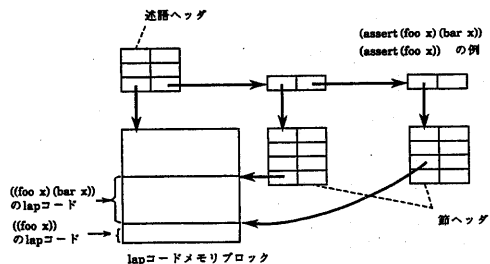 述語ヘッダ
(assert(foo x)(bar x))
(assert(foo x)) の例
((foo x)(bar x))
のlapコード
((foo x))
のlapコード
節ヘッダ
lapコードメモリブロック